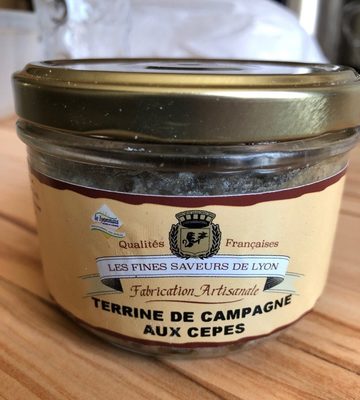 Qualités Françaises
LES FINES SAVEURS DE LYON
Fabrication Artisanale
TERRINE DE CAMPAGNE
AUX CEPES